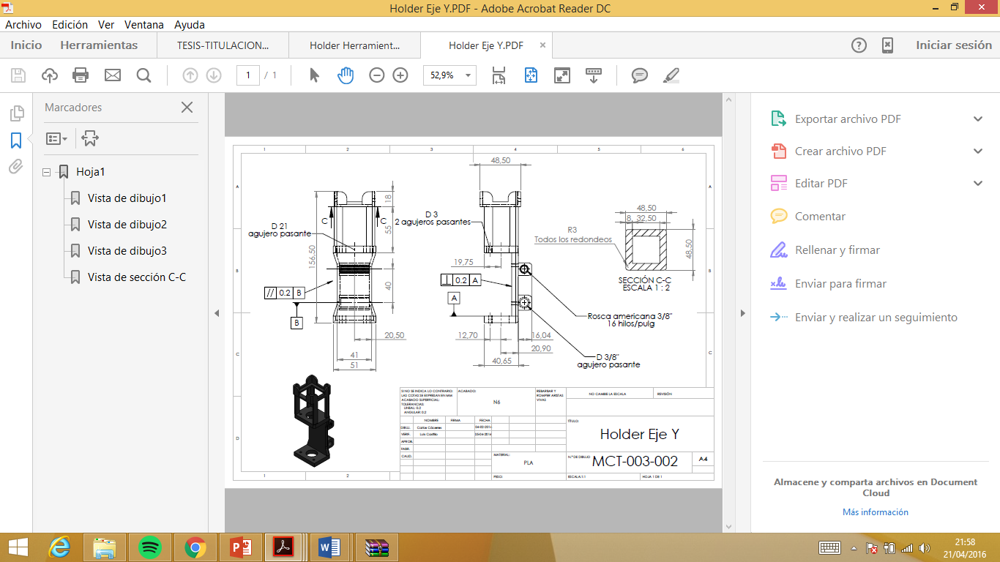 Holder Eje Y.PDF - Adobe Acrobat Reader DC
Archivo Edición Ver Ventana Ayuda
Inicio Herramientas TESIS-TITULACION... Holder Herramient... Holder Eje Y.PDF Iniciar sesión
1 / 1 52,9%
Marcadores
Hoja1
Vista de dibujo1
Vista de dibujo2
Vista de dibujo3
Vista de sección C-C
1 2 3 4 5 6
A
B
C
D
A
B
C
1 2
48,50
18
C C
55
D 21
agujero pasante
156,50
40
// 0.2 B
B
20,50
41
51
D 3
2 agujeros pasantes
19,75
⊥ 0.2 A
A
12,70
16,04
20,90
40,65
Rosca americana 3/8"
16 hilos/pulg
D 3/8"
agujero pasante
R3
Todos los redondeos
48,50
8, 32,50
48,50
SECCIÓN C-C
ESCALA 1 : 2
SI NO SE INDICA LO CONTRARIO:
LAS COTAS SE EXPRESAN EN MM
ACABADO SUPERFICIAL:
TOLERANCIAS:
LINEAL: 0.2
ANGULAR: 0.2
ACABADO:
N6
REBARBAR Y
ROMPER ARISTAS
VIVAS
NO CAMBIE LA ESCALA
REVISIÓN
NOMBRE FIRMA FECHA
DIBUJ. Carlos Cáceres 04-02-2016
VERIF. Luis Castillo 05-04-2016
APROB.
FABR.
CALID.
TÍTULO:
Holder Eje Y
MATERIAL:
PLA
N.º DE DIBUJO
MCT-003-002
A4
PESO:
ESCALA:1:1
HOJA 1 DE 1
Exportar archivo PDF
Crear archivo PDF
Editar PDF
Comentar
Rellenar y firmar
Enviar para firmar
Enviar y realizar un seguimiento
Almacene y comparta archivos en Document
Cloud
Más información
21:58
21/04/2016